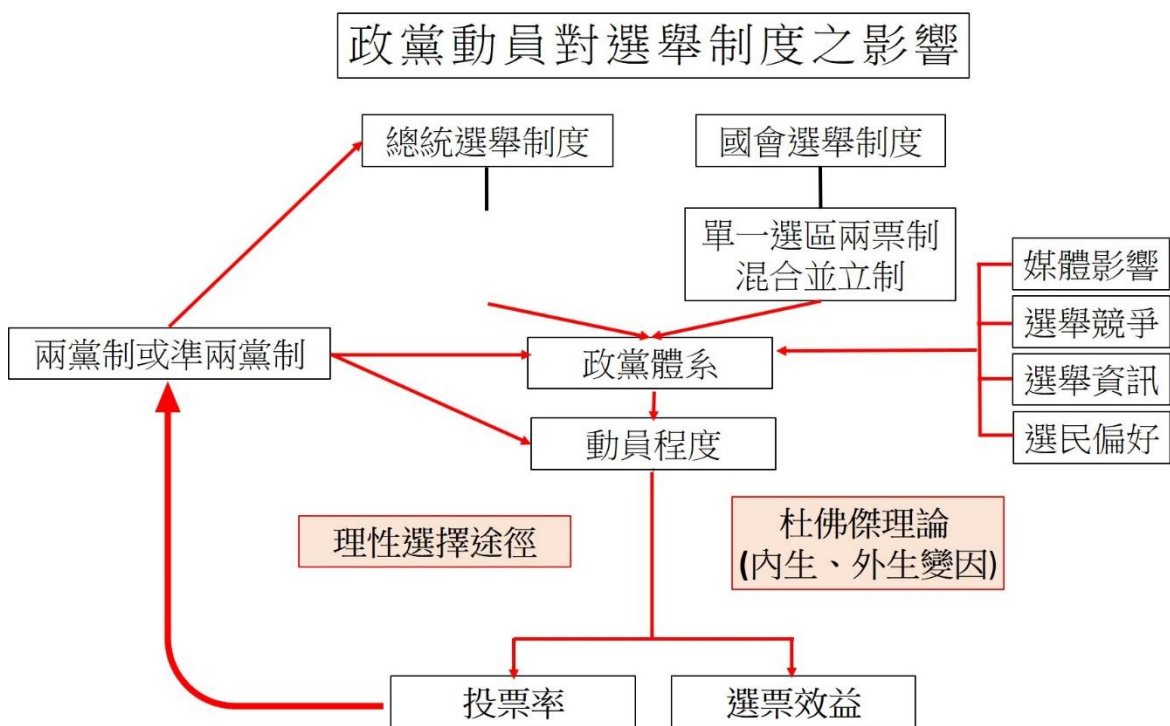 政黨動員對選舉制度之影響
總統選舉制度
國會選舉制度
單一選區兩票制
混合並立制
媒體影響
選舉競爭
選舉資訊
選民偏好
兩黨制或準兩黨制
政黨體系
動員程度
理性選擇途徑
杜佛傑理論
(內生、外生變因)
投票率
選票效益